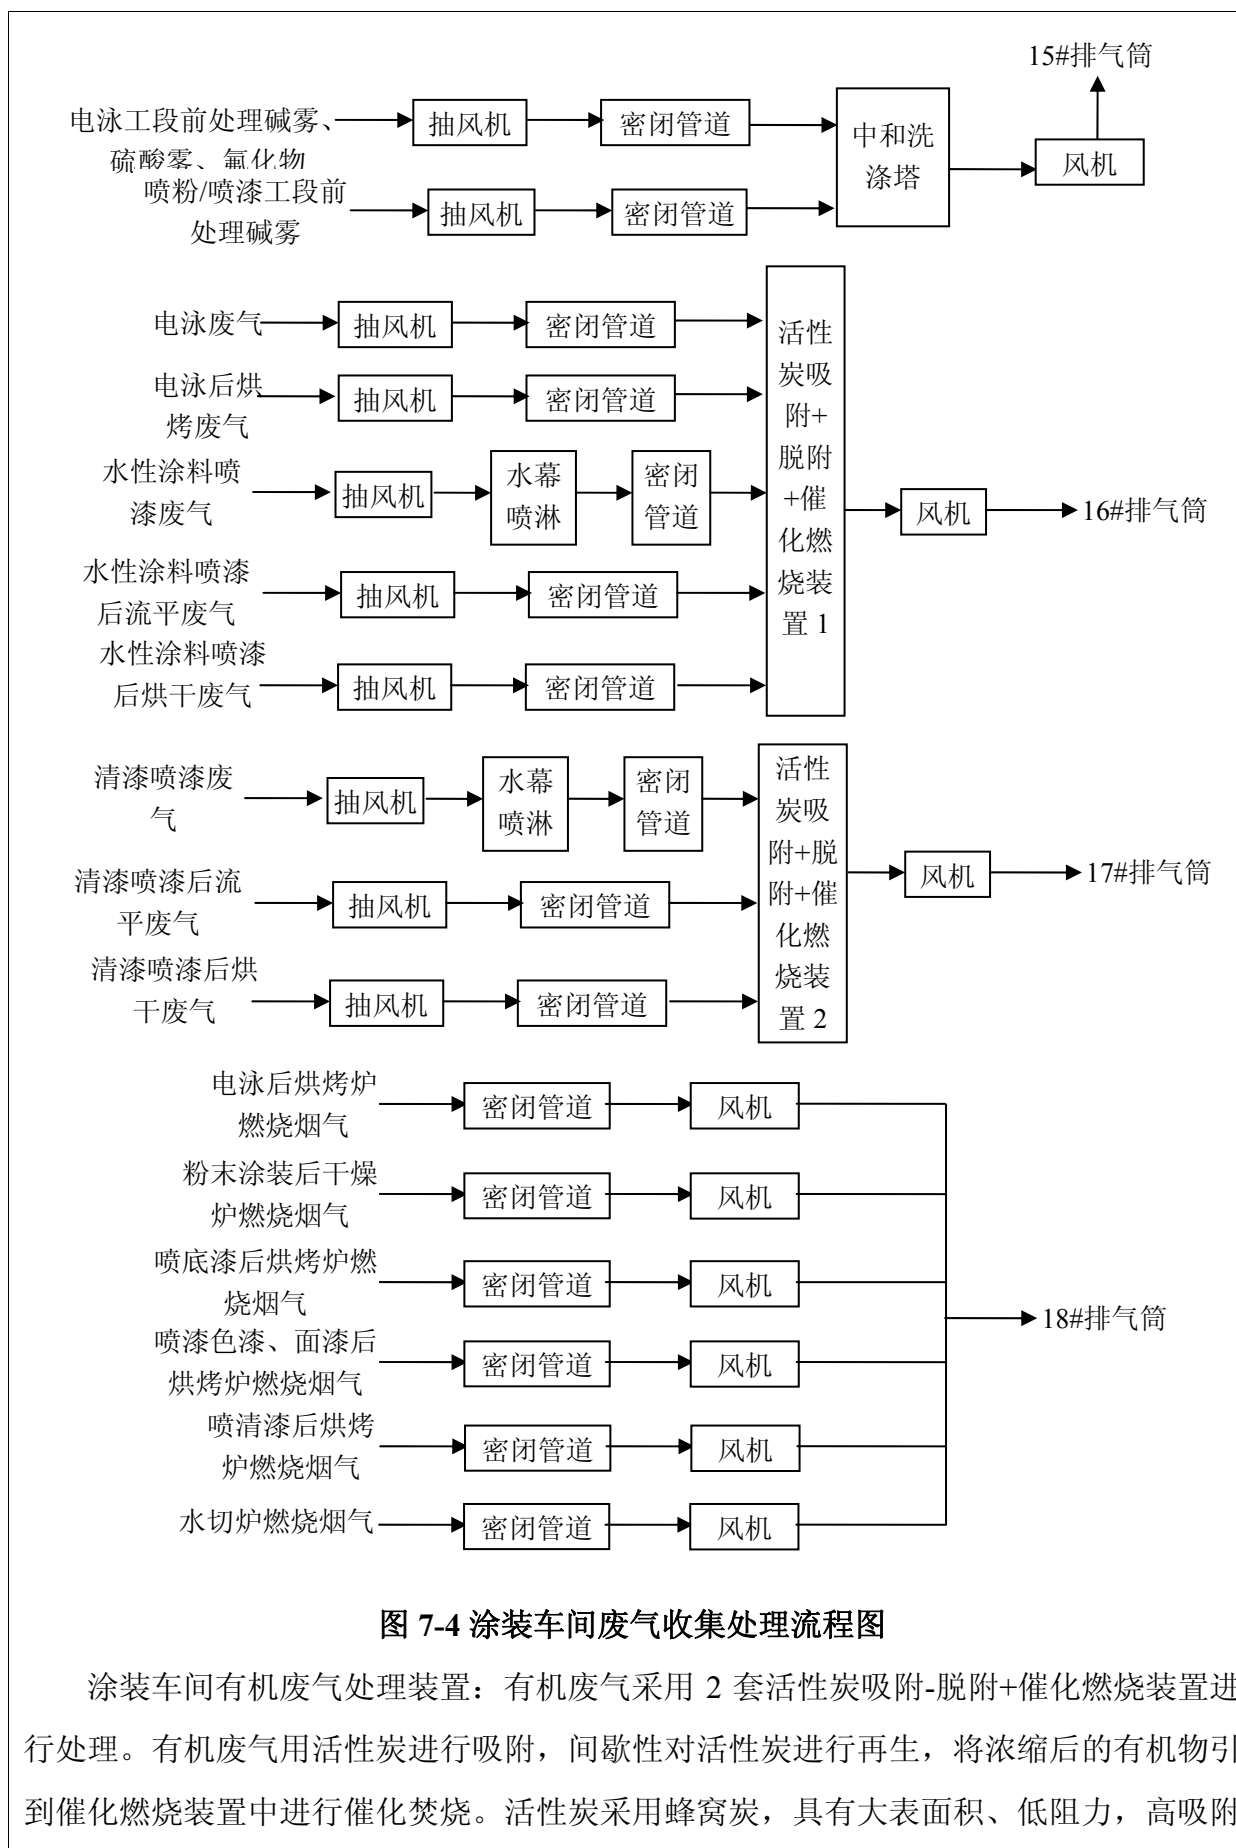 15#排气筒
电泳工段前处理碱雾、
硫酸雾、氟化物
抽风机
密闭管道
中和洗
涤塔
风机
喷粉/喷漆工段前
处理碱雾
抽风机
密闭管道
电泳废气
抽风机
密闭管道
电泳后烘
烤废气
抽风机
密闭管道
水性涂料喷
漆废气
抽风机
水幕
喷淋
密闭
管道
水性涂料喷漆
后流平废气
抽风机
密闭管道
水性涂料喷漆
后烘干废气
抽风机
密闭管道
活性
炭吸
附+
脱附
+催
化燃
烧装
置 1
风机
16#排气筒
清漆喷漆废
气
抽风机
水幕
喷淋
密闭
管道
清漆喷漆后流
平废气
抽风机
密闭管道
清漆喷漆后烘
干废气
抽风机
密闭管道
活性
炭吸
附+脱
附+催
化燃
烧装
置 2
风机
17#排气筒
电泳后烘烤炉
燃烧烟气
密闭管道
风机
粉末涂装后干燥
炉燃烧烟气
密闭管道
风机
喷底漆后烘烤炉燃
烧烟气
密闭管道
风机
喷漆色漆、面漆后
烘烤炉燃烧烟气
密闭管道
风机
喷清漆后烘烤
炉燃烧烟气
密闭管道
风机
水切炉燃烧烟气
密闭管道
风机
18#排气筒
图 7-4 涂装车间废气收集处理流程图
涂装车间有机废气处理装置：有机废气采用 2 套活性炭吸附-脱附+催化燃烧装置进
行处理。有机废气用活性炭进行吸附，间歇性对活性炭进行再生，将浓缩后的有机物引
到催化燃烧装置中进行催化焚烧。活性炭采用蜂窝炭，具有大表面积、低阻力，高吸附